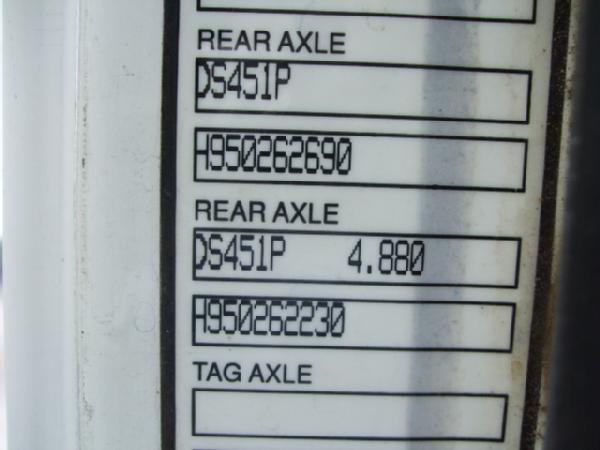 REAR AXLE
DS451P
H950262690
REAR AXLE
DS451P 4.880
H950262230
TAG AXLE